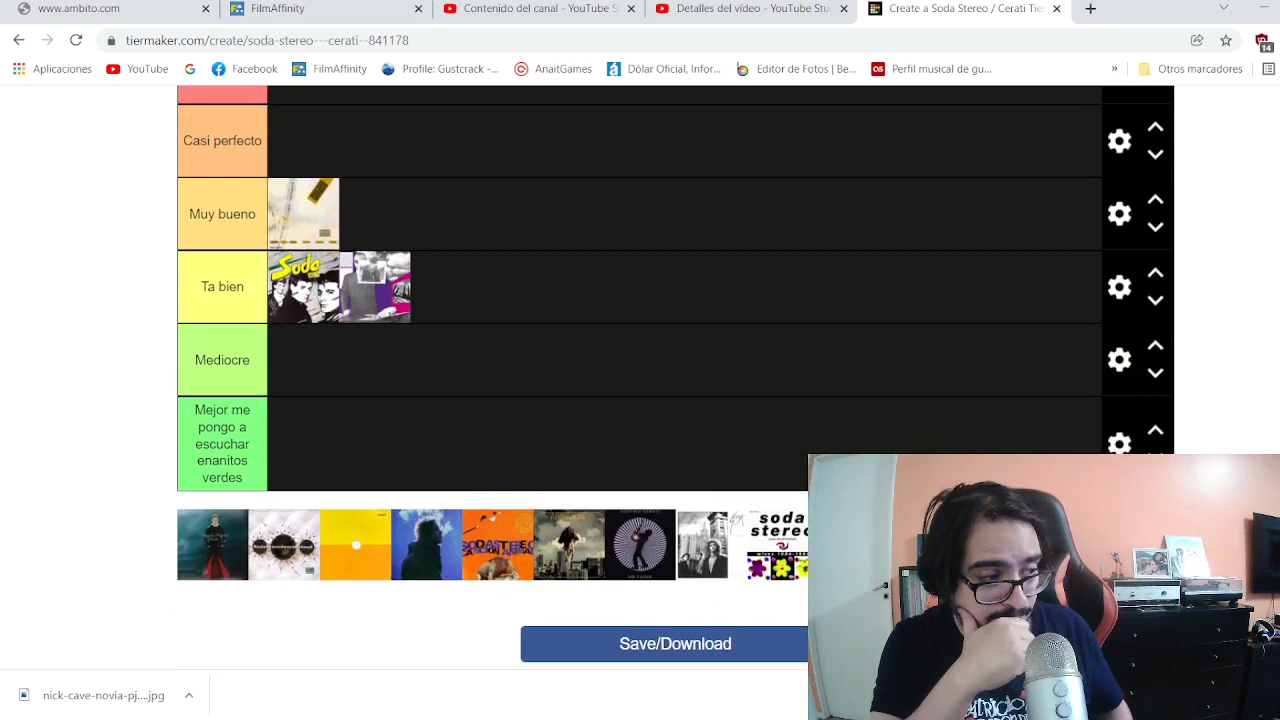 www.ambito.com
FilmAffinity
Contenido del canal - YouTube S
Detalles del vídeo - YouTube Stu
Create a Soda Stereo / Cerati Tier
tiermaker.com/create/soda-stereo---cerati--841178
14
Aplicaciones
YouTube
Facebook
FilmAffinity
Profile: Gustcrack -...
AnaitGames
Dólar Oficial, Infor...
Editor de Fotos | Be...
Perfil musical de gu...
»
Otros marcadores
Casi perfecto
Muy bueno
Ta bien
Soda
Mediocre
Mejor me
pongo a
escuchar
enanitos
verdes
soda
stereo
Save/Download
nick-cave-novia-pj....jpg